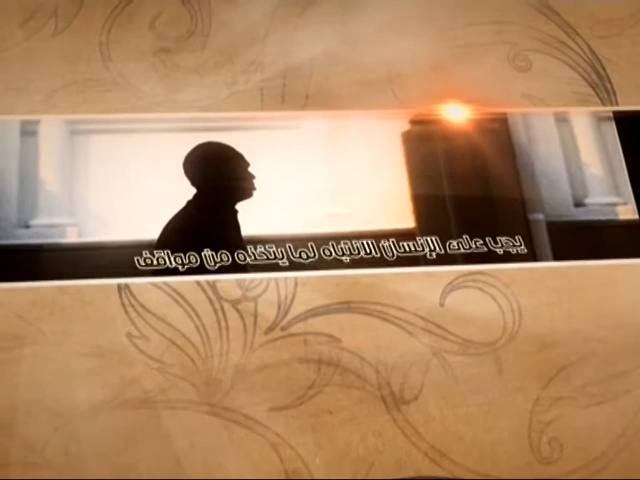 يجب على الإنسان الانتباه لما يتخذه من مواقف